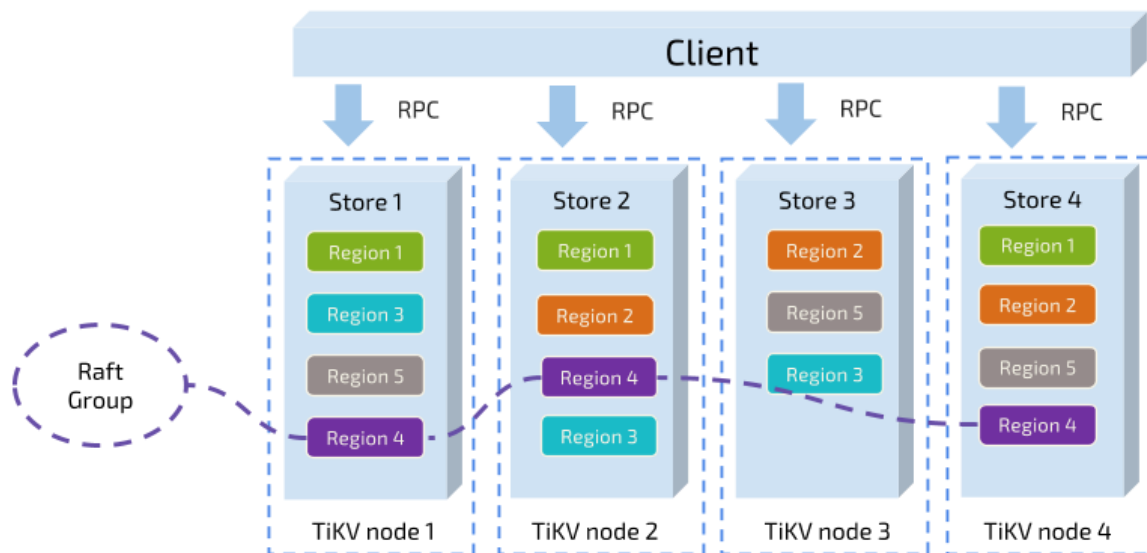 Client
RPC
RPC
RPC
RPC
Store 1
Region 1
Region 3
Region 5
Region 4
TiKV node 1
Store 2
Region 1
Region 2
Region 4
Region 3
TiKV node 2
Store 3
Region 2
Region 5
Region 3
TiKV node 3
Store 4
Region 1
Region 2
Region 5
Region 4
TiKV node 4
Raft
Group